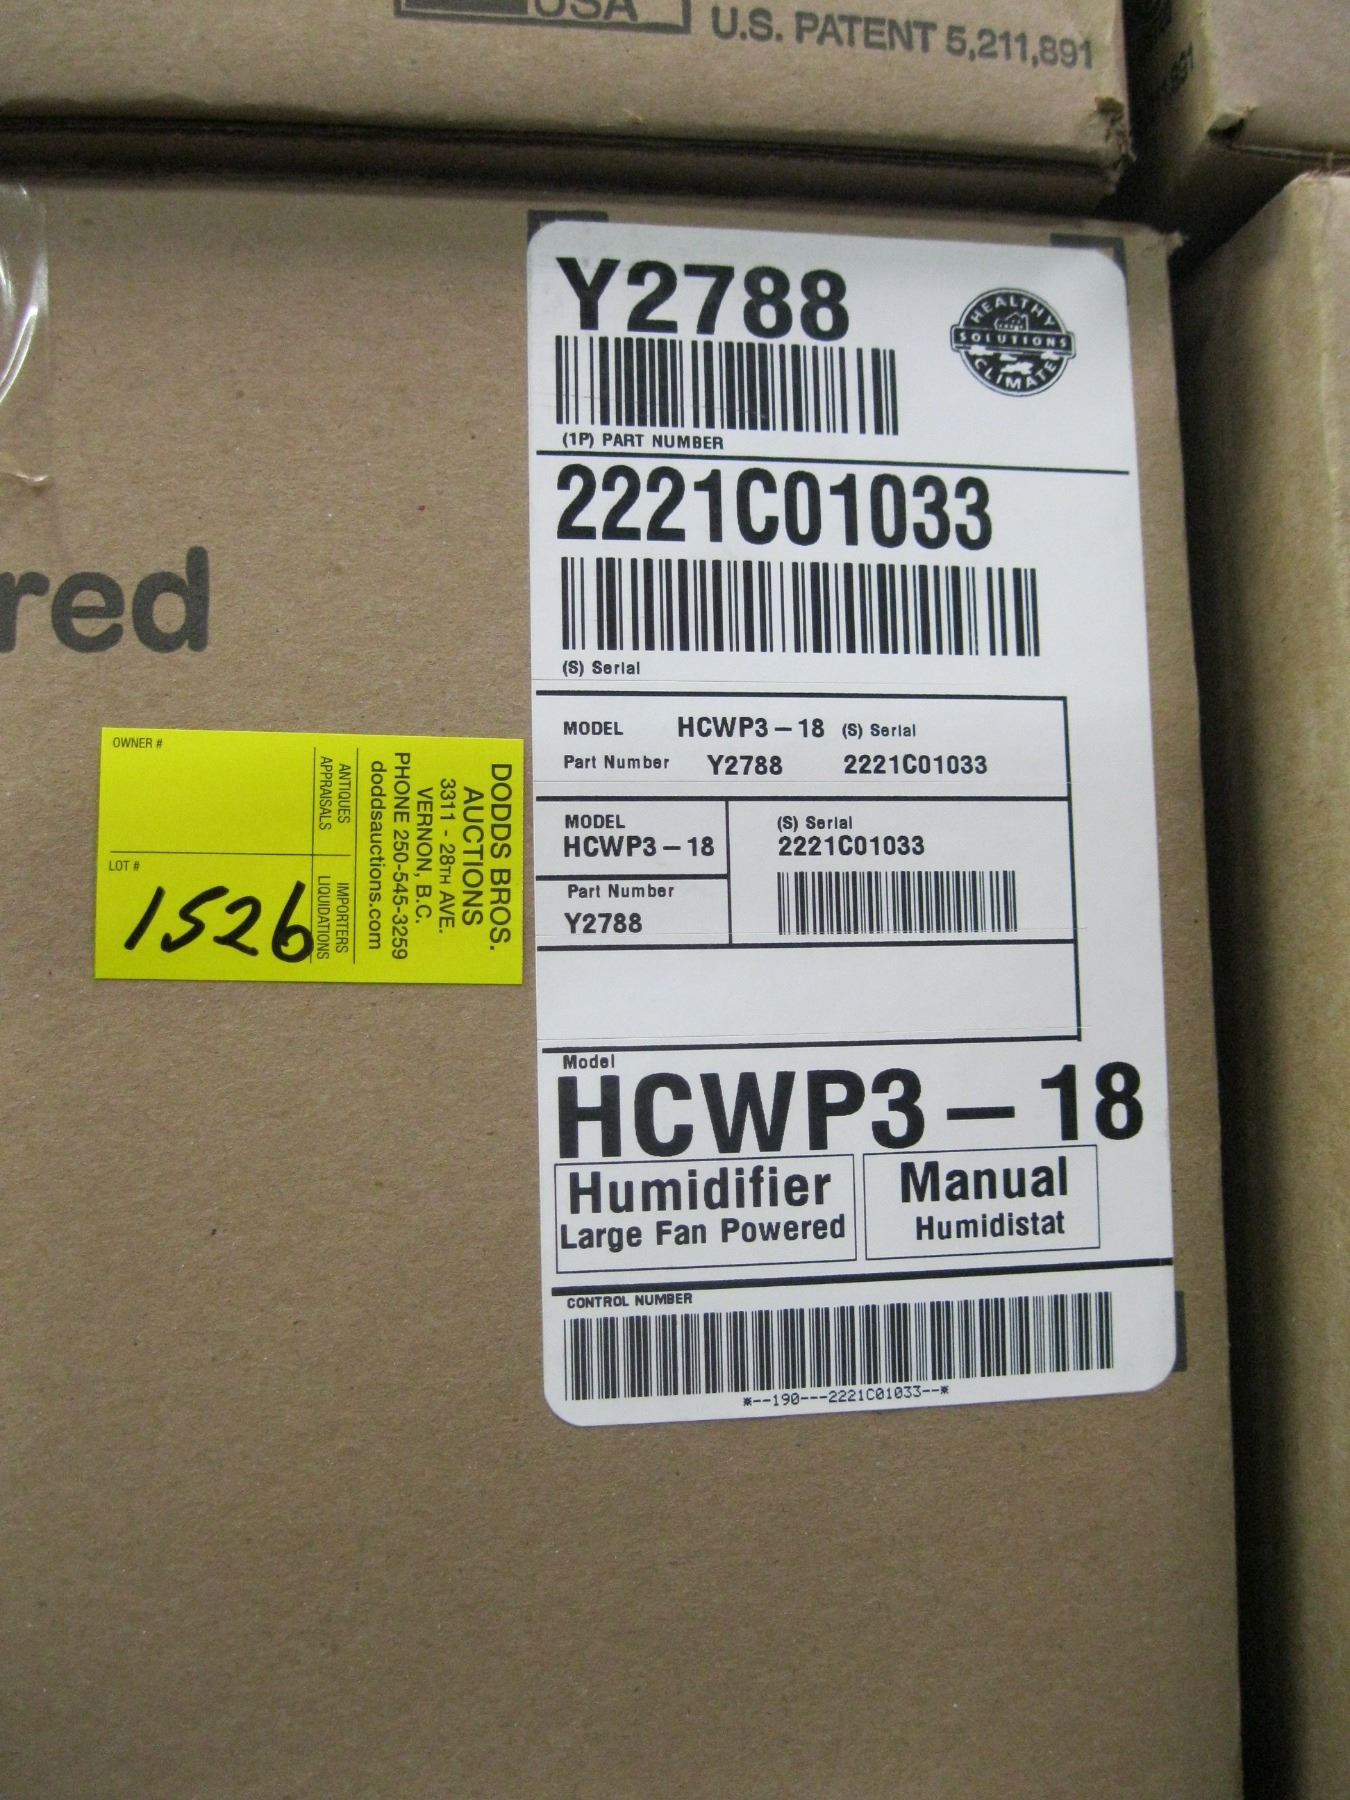 USA
U.S. PATENT 5,211,891
Y2788
HEALTHY
SOLUTIONS
CLIMATE
(1P) PART NUMBER
2221C01033
(S) Serial
red
MODEL HCWP3-18 (S) Serial
Part Number Y2788 2221C01033
MODEL
HCWP3-18
(S) Serial
2221C01033
Part Number
Y2788
Model
HCWP3-18
Humidifier
Large Fan Powered
Manual
Humidistat
CONTROL NUMBER
*--190---2221C01033--*
DODDS BROS.
AUCTIONS
3311 - 28TH AVE.
VERNON, B.C.
PHONE 250-545-3259
doddsauctions.com
ANTIQUES
APPRAISALS
IMPORTERS
LIQUIDATIONS
OWNER #
LOT #
1526